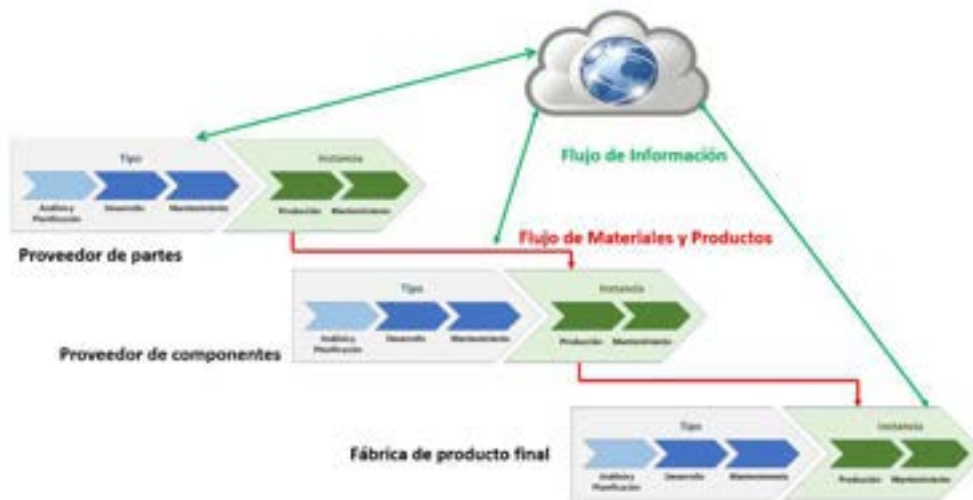 Flujo de Información
Tipo
Instancia
Análisis y
Planificación
Desarrollo
Mantenimiento
Producción
Mantenimiento
Proveedor de partes
Flujo de Materiales y Productos
Tipo
Instancia
Análisis y
Planificación
Desarrollo
Mantenimiento
Producción
Mantenimiento
Proveedor de componentes
Tipo
Instancia
Análisis y
Planificación
Desarrollo
Mantenimiento
Producción
Mantenimiento
Fábrica de producto final